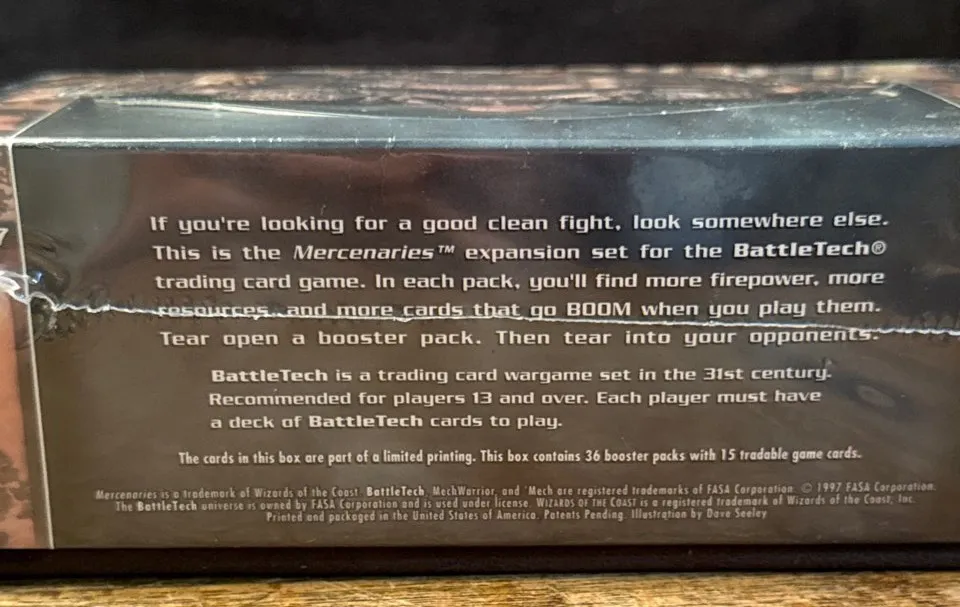 7
If you're looking for a good clean fight, look somewhere else.
This is the Mercenaries™ expansion set for the BattleTech®
trading card game. In each pack, you'll find more firepower, more
resources, and more cards that go BOOM when you play them.
Tear open a booster pack. Then tear into your opponents.
BattleTech is a trading card wargame set in the 31st century.
Recommended for players 13 and over. Each player must have
a deck of BattleTech cards to play.
The cards in this box are part of a limited printing. This box contains 36 booster packs with 15 tradable game cards.
Mercenaries is a trademark of Wizards of the Coast. BattleTech, MechWarrior, and 'Mech are registered trademarks of FASA Corporation. © 1997 FASA Corporation.
The BattleTech universe is owned by FASA Corporation and is used under license. WIZARDS OF THE COAST is a registered trademark of Wizards of the Coast, Inc.
Printed and packaged in the United States of America. Patents Pending. Illustration by Dave Seeley